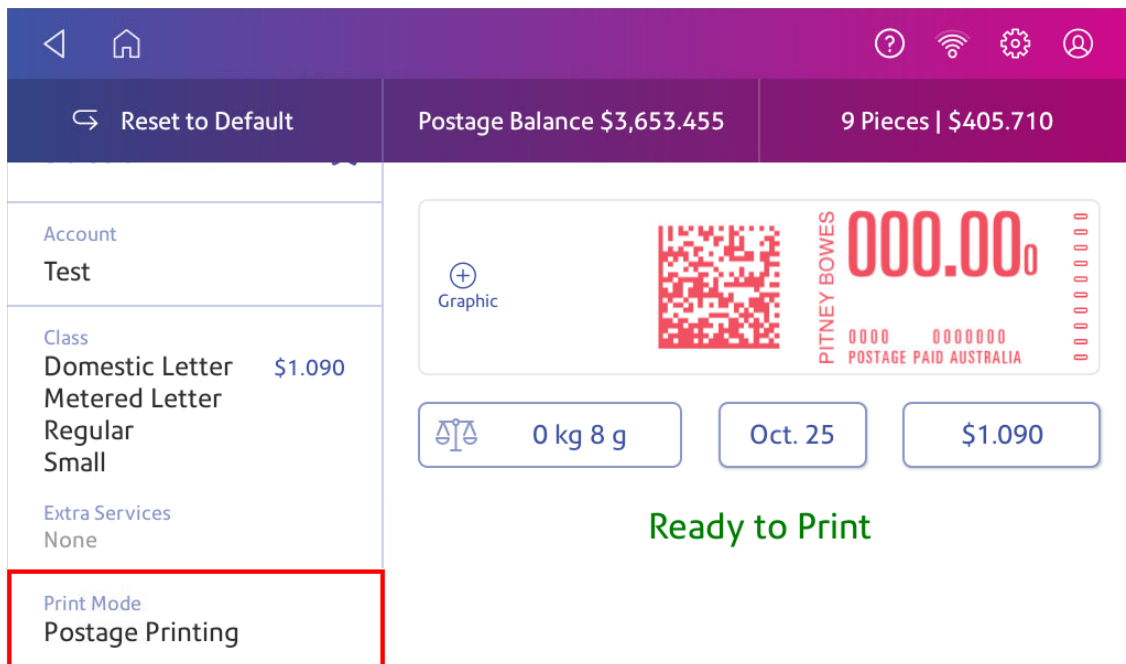 Reset to Default
Postage Balance $3,653.455
9 Pieces | $405.710
Account
Test
Class
Domestic Letter $1.090
Metered Letter
Regular
Small
Extra Services
None
Print Mode
Postage Printing
Graphic
PITNEY BOWES
000.000
0000 0000000
POSTAGE PAID AUSTRALIA
0000000000
0 kg 8 g
Oct. 25
$1.090
Ready to Print